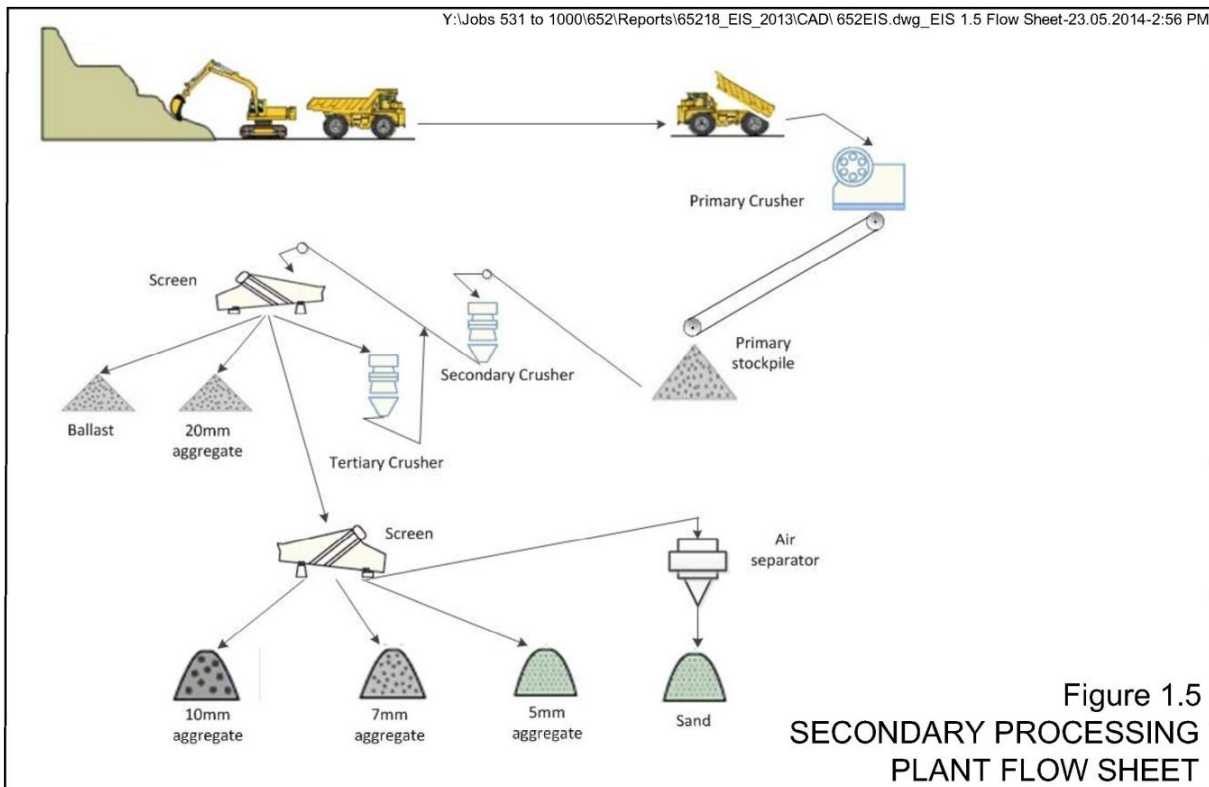 Y:\Jobs 531 to 1000\652\Reports\65218_EIS_2013\CAD\ 652EIS.dwg_EIS 1.5 Flow Sheet-23.05.2014-2:56 PM
Primary Crusher
Screen
Primary
stockpile
Secondary Crusher
Ballast
20mm
aggregate
Tertiary Crusher
Screen
Air
separator
10mm
aggregate
7mm
aggregate
5mm
aggregate
Sand
Figure 1.5
SECONDARY PROCESSING
PLANT FLOW SHEET